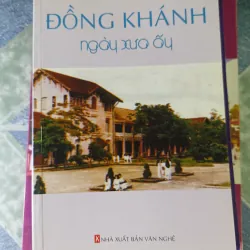 ĐỒNG KHÁNH
ngày xưa ấy
NHÀ XUẤT BẢN VĂN NGHỆ